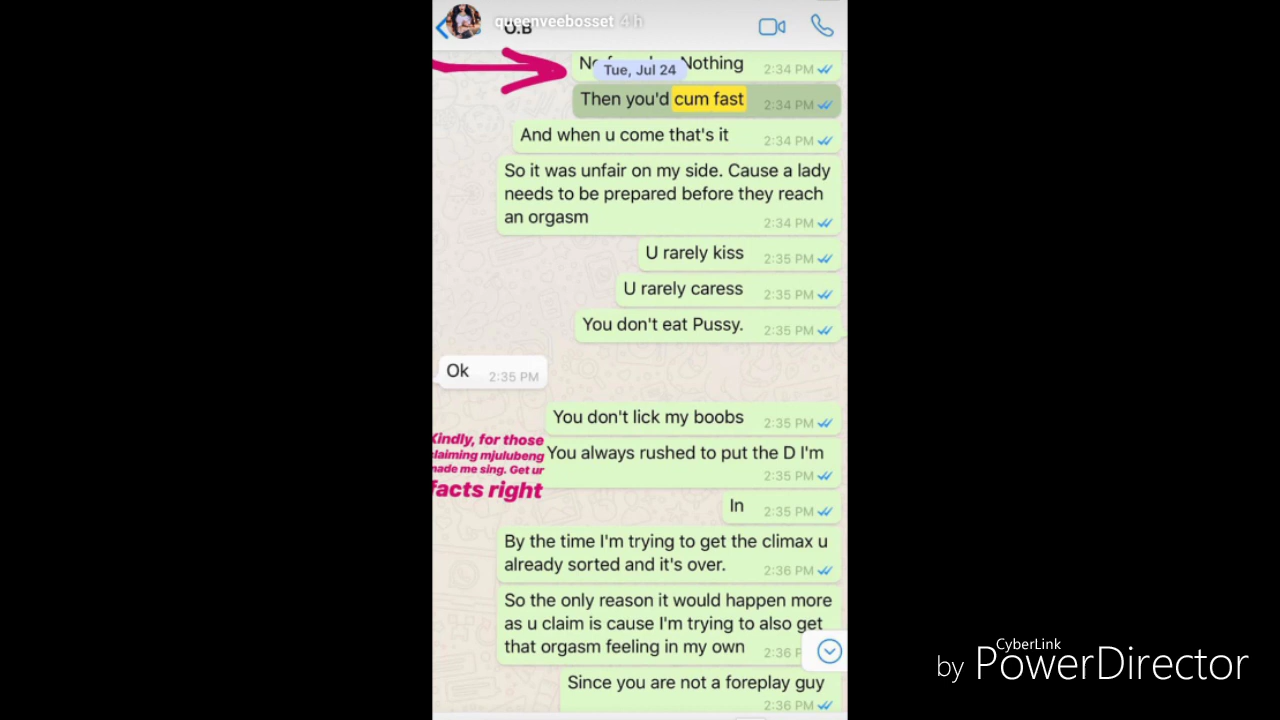 queenveebosset 4 h
O.B
Tue, Jul 24
Nothing 2:34 PM
Then you'd cum fast 2:34 PM
And when u come that's it 2:34 PM
So it was unfair on my side. Cause a lady
needs to be prepared before they reach
an orgasm 2:34 PM
U rarely kiss 2:35 PM
U rarely caress 2:35 PM
You don't eat Pussy. 2:35 PM
Ok 2:35 PM
You don't lick my boobs 2:35 PM
Kindly, for those
claiming mjulubeng
made me sing. Get ur
facts right
You always rushed to put the D I'm
2:35 PM
In 2:35 PM
By the time I'm trying to get the climax u
already sorted and it's over. 2:36 PM
So the only reason it would happen more
as u claim is cause I'm trying to also get
that orgasm feeling in my own 2:36
Since you are not a foreplay guy
2:36 PM
CyberLink
by PowerDirector